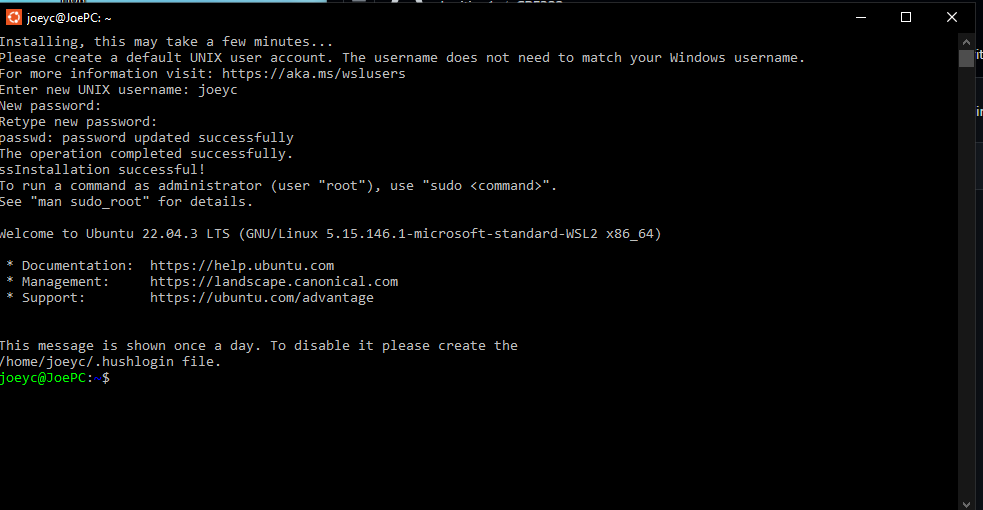 joeyc@JoePC: ~
Installing, this may take a few minutes...
Please create a default UNIX user account. The username does not need to match your Windows username.
For more information visit: https://aka.ms/wslusers
Enter new UNIX username: joeyc
New password:
Retype new password:
passwd: password updated successfully
The operation completed successfully.
ssInstallation successful!
To run a command as administrator (user "root"), use "sudo <command>".
See "man sudo_root" for details.
Welcome to Ubuntu 22.04.3 LTS (GNU/Linux 5.15.146.1-microsoft-standard-WSL2 x86_64)
* Documentation: https://help.ubuntu.com
* Management: https://landscape.canonical.com
* Support: https://ubuntu.com/advantage
This message is shown once a day. To disable it please create the
/home/joeyc/.hushlogin file.
joeyc@JoePC:~$